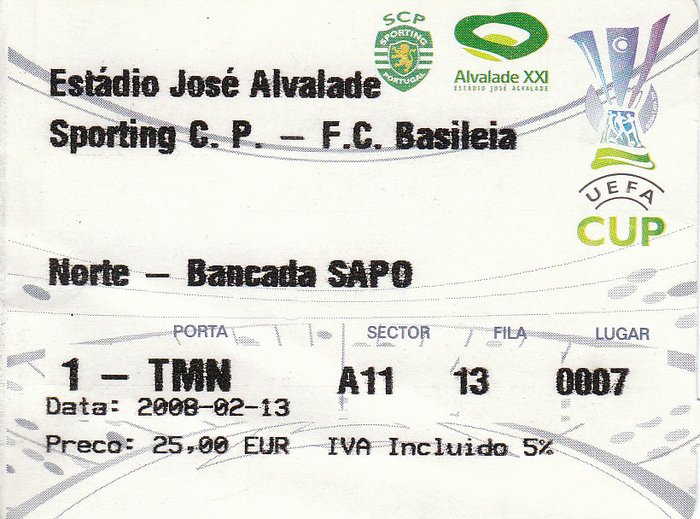 SCP
SPORTING
PORTUGAL
Alvalade XXI
ESTÁDIO JOSÉ ALVALADE
Estádio José Alvalade
Sporting C. P. – F.C. Basileia
UEFA
CUP
Norte – Bancada SAPO
PORTA SECTOR FILA LUGAR
1 – TMN A11 13 0007
Data: 2008-02-13
Preco: 25,00 EUR IVA Incluido 5%